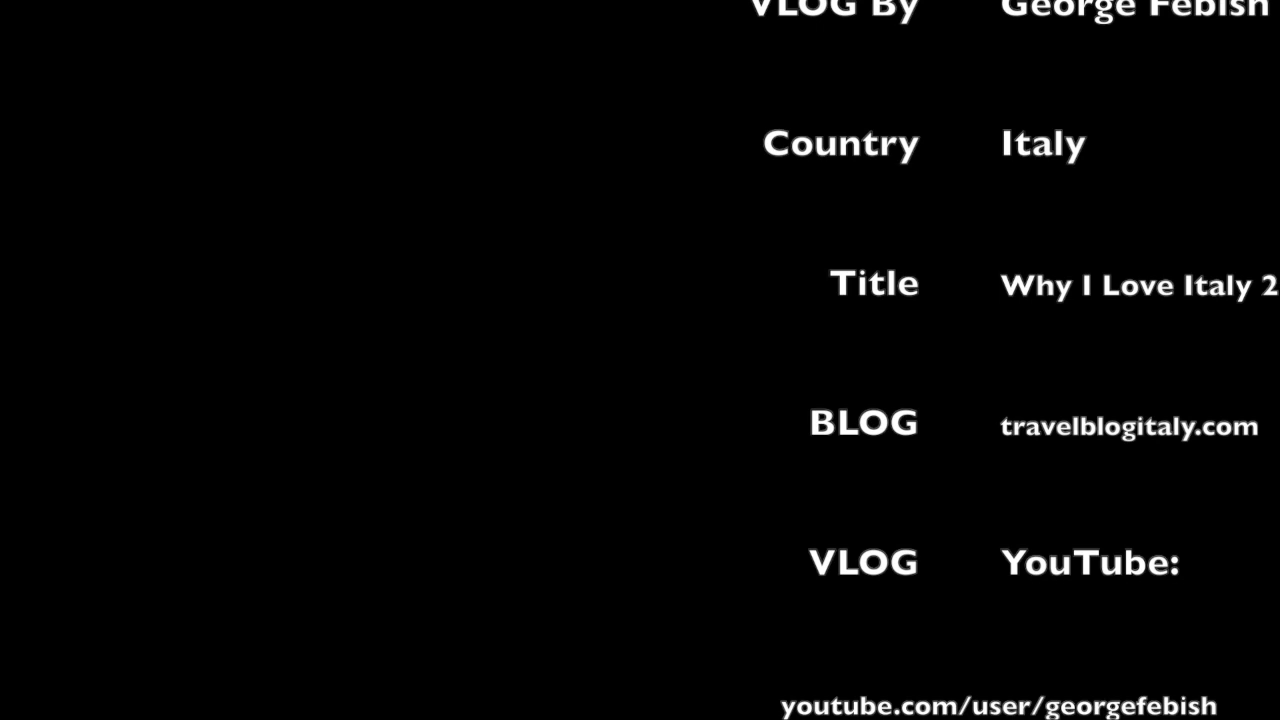 VLOG By George Febish
Country Italy
Title Why I Love Italy 2
BLOG travelblogitaly.com
VLOG YouTube:
youtube.com/user/georgefebish